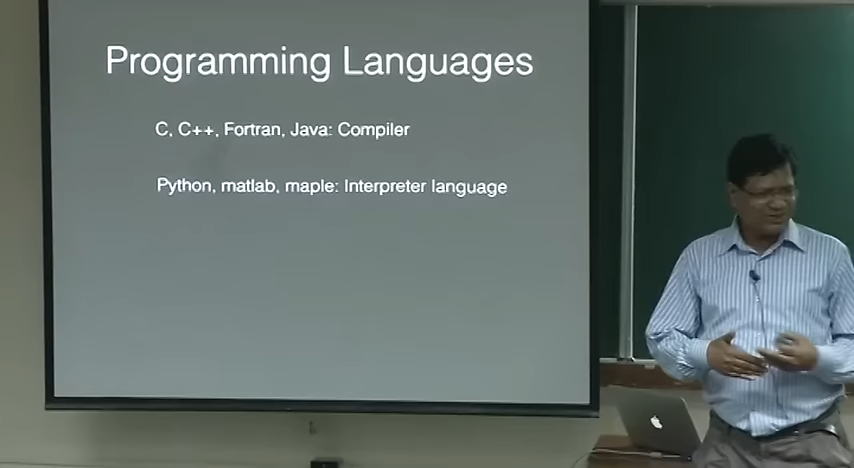 Programming Languages
C, C++, Fortran, Java: Compiler
Python, matlab, maple: Interpreter language